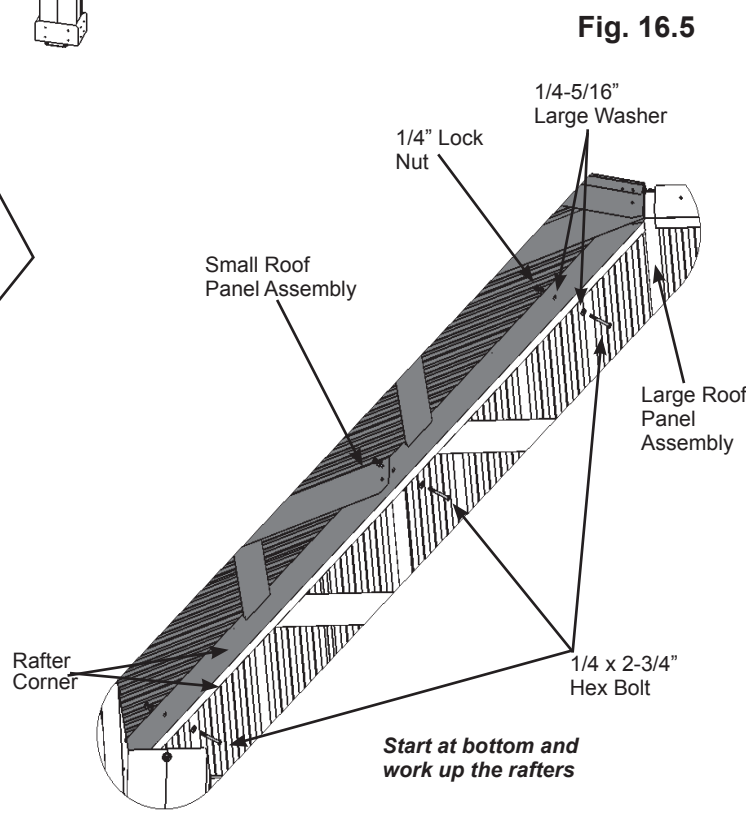 Fig. 16.5
1/4-5/16”
Large Washer
1/4” Lock
Nut
Small Roof
Panel Assembly
Large Roof
Panel
Assembly
Rafter
Corner
1/4 x 2-3/4”
Hex Bolt
Start at bottom and
work up the rafters